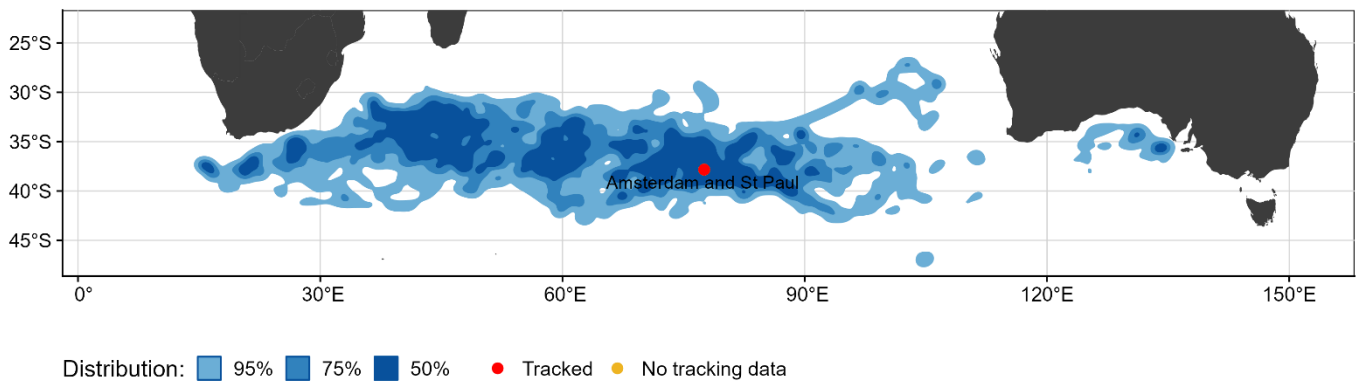 25°S
30°S
35°S
40°S
45°S
Amsterdam and St Paul
0° 30°E 60°E 90°E 120°E 150°E
Distribution: 95% 75% 50% Tracked No tracking data